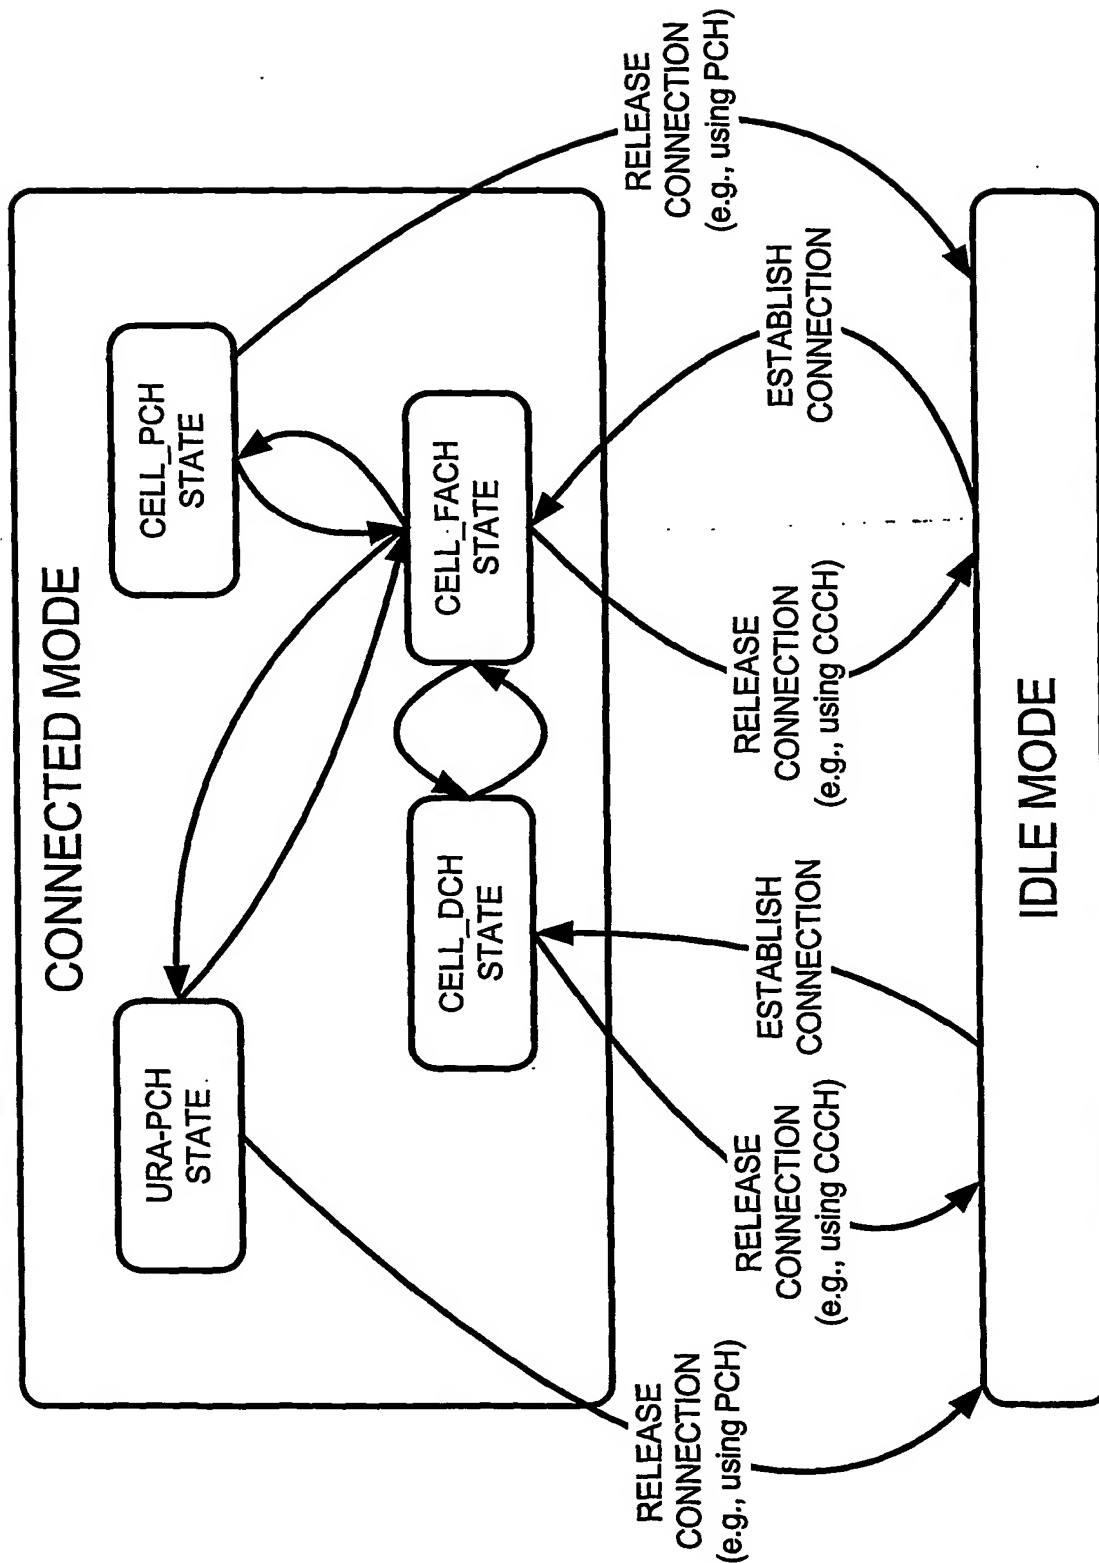 CONNECTED MODE
URA-PCH
STATE
CELL_PCH
STATE
CELL_DCH
STATE
CELL_FACH
STATE
RELEASE
CONNECTION
(e.g., using PCH)
RELEASE
CONNECTION
(e.g., using CCCH)
ESTABLISH
CONNECTION
RELEASE
CONNECTION
(e.g., using CCCH)
ESTABLISH
CONNECTION
RELEASE
CONNECTION
(e.g., using PCH)
IDLE MODE